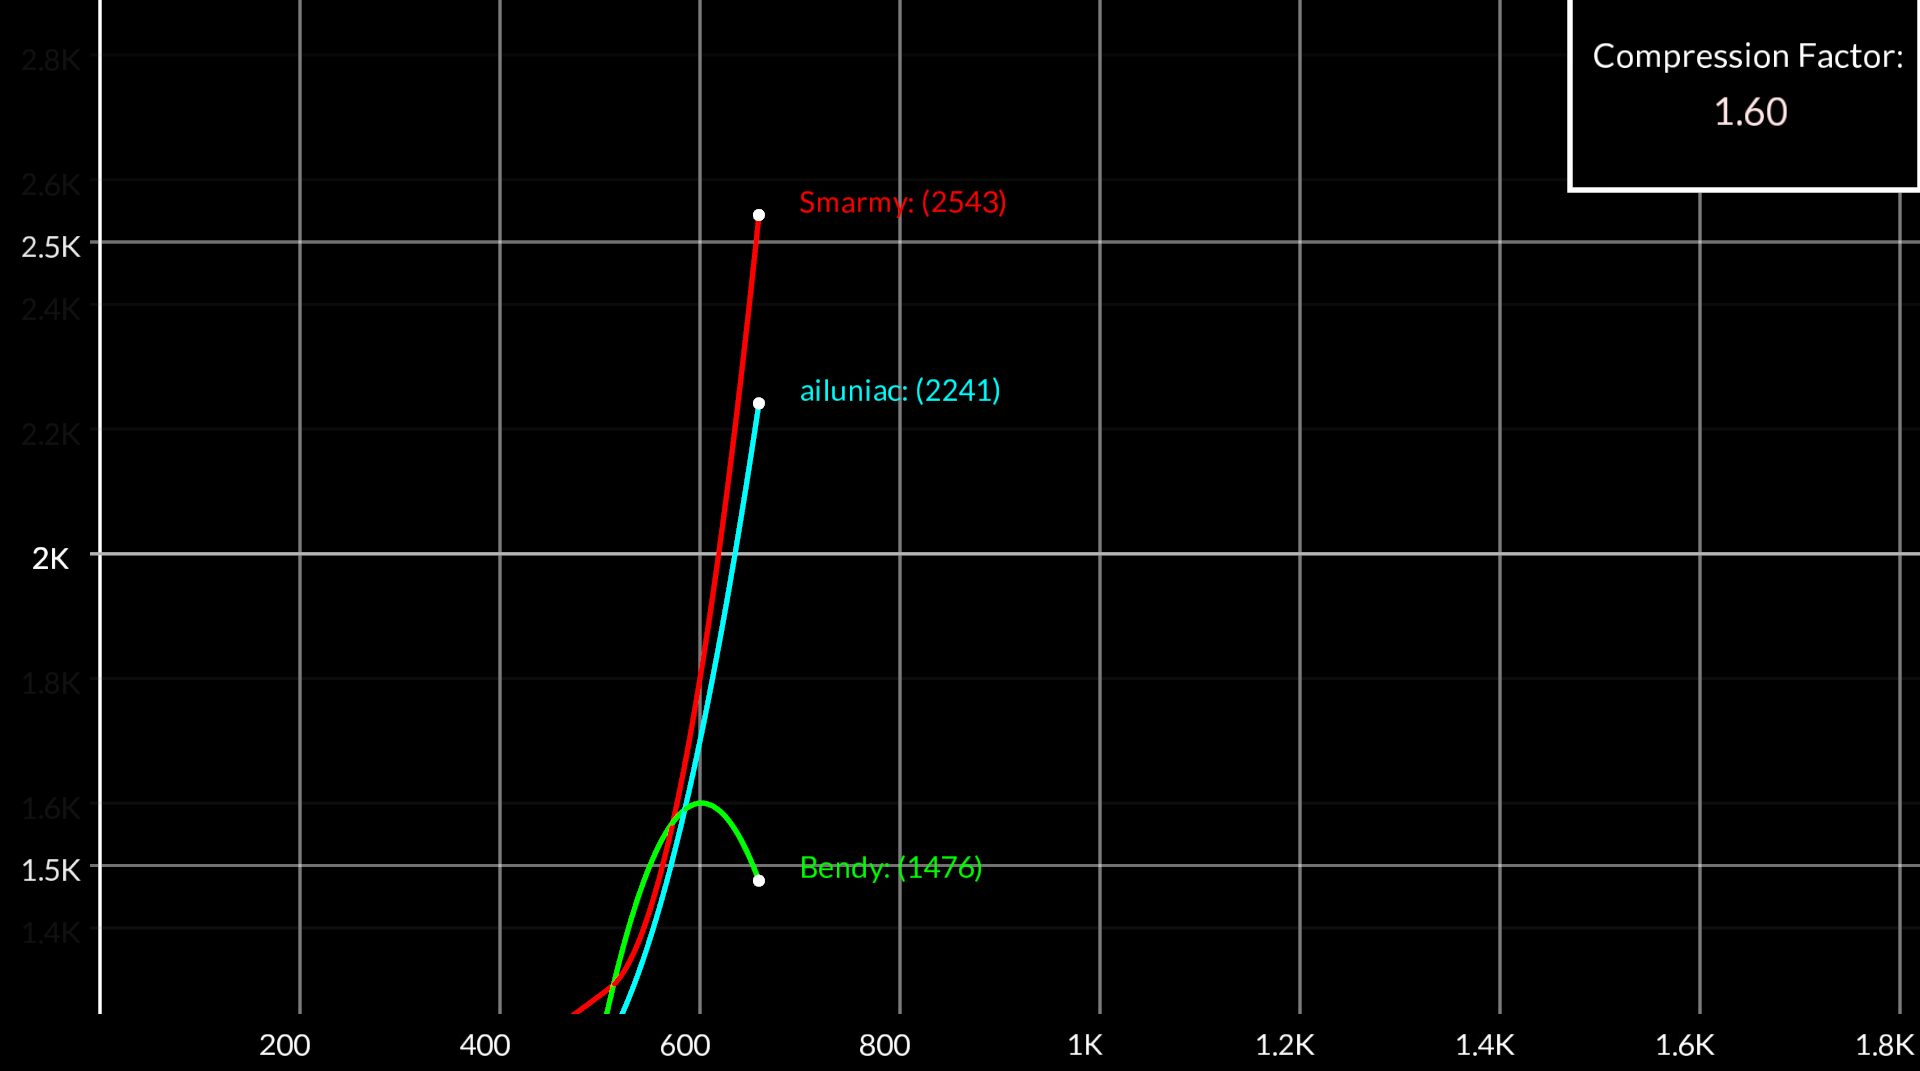 Compression Factor:
1.60
2.8K
2.6K
Smarmy: (2543)
2.5K
2.4K
ailuniac: (2241)
2.2K
2K
1.8K
1.6K
1.5K
Bendy: (1476)
1.4K
200 400 600 800 1K 1.2K 1.4K 1.6K 1.8K